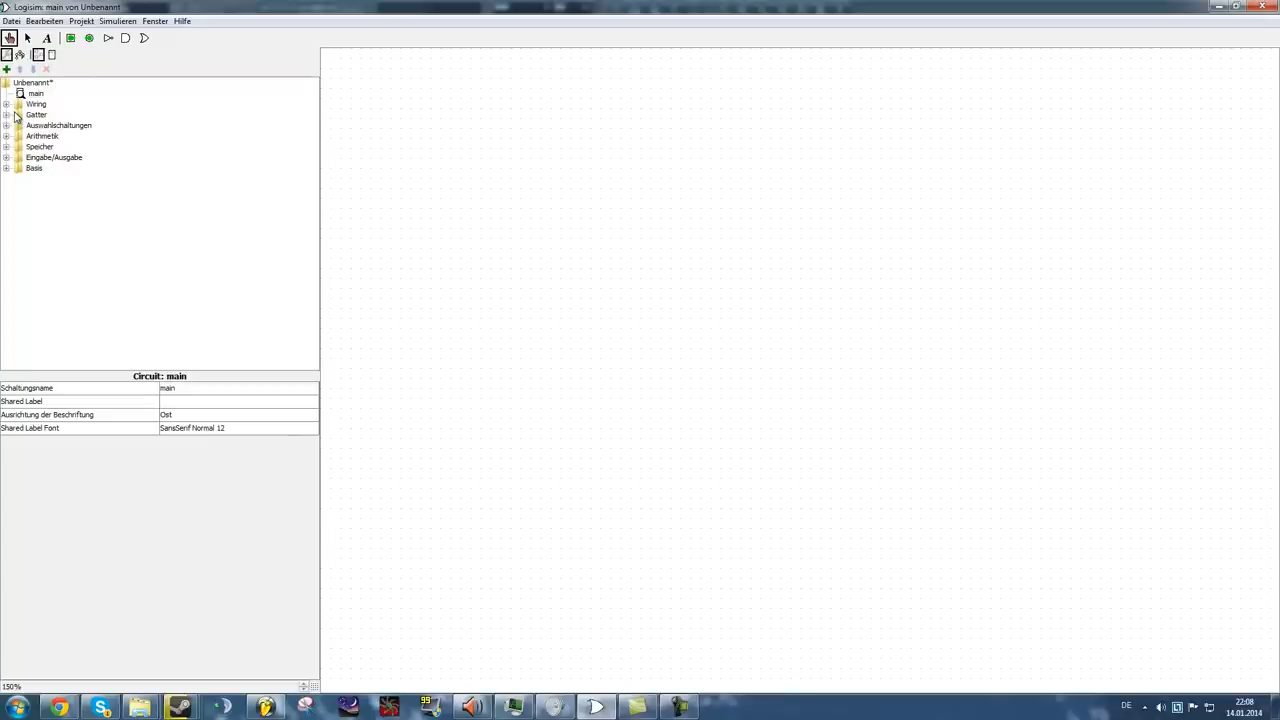 Logisim: main von Unbenannt
Datei Bearbeiten Projekt Simulieren Fenster Hilfe
A
Unbenannt*
main
Wiring
Gatter
Auswahlschaltungen
Arithmetik
Speicher
Eingabe/Ausgabe
Basis
Circuit: main
Schaltungsname main
Shared Label
Ausrichtung der Beschriftung Ost
Shared Label Font SansSerif Normal 12
150%
99
DE
22:08
14.01.2014